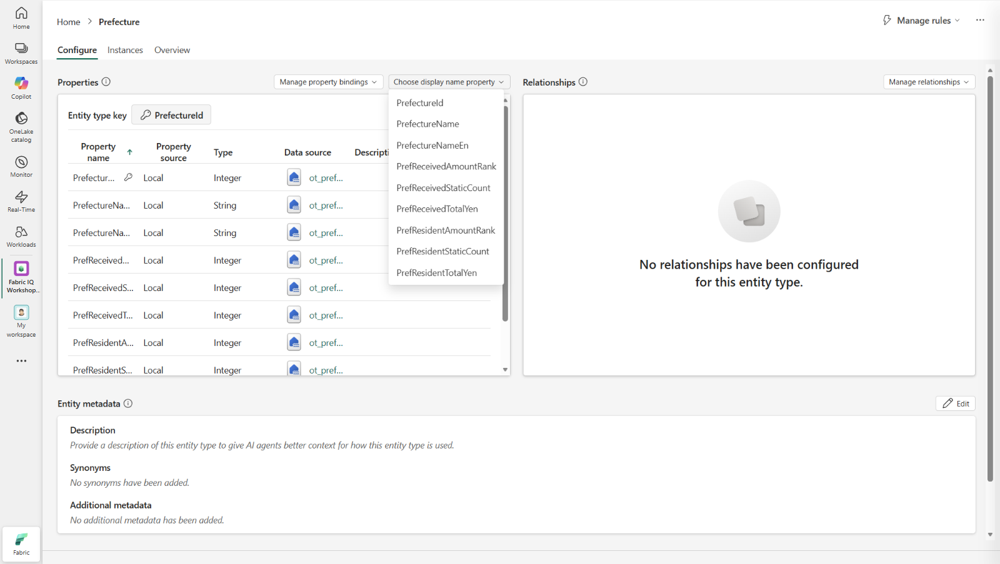 Home
Workspaces
Copilot
OneLake
catalog
Monitor
Real-Time
Workloads
Fabric IQ
Workshop...
My
workspace
...
Fabric
Home > Prefecture
Manage rules
...
Configure Instances Overview
Properties
Manage property bindings
Choose display name property
Entity type key PrefectureId
Property name Property source Type Data source Descripti
Prefectur... Local Integer ot_pref...
PrefectureNa... Local String ot_pref...
PrefectureNa... Local String ot_pref...
PrefReceived... Local Integer ot_pref...
PrefReceivedS... Local Integer ot_pref...
PrefReceivedT... Local Integer ot_pref...
PrefResidentA... Local Integer ot_pref...
PrefResidentS... Local Integer ot_pref...
PrefectureId
PrefectureName
PrefectureNameEn
PrefReceivedAmountRank
PrefReceivedStaticCount
PrefReceivedTotalYen
PrefResidentAmountRank
PrefResidentStaticCount
PrefResidentTotalYen
Relationships
Manage relationships
No relationships have been configured
for this entity type.
Entity metadata
Edit
Description
Provide a description of this entity type to give AI agents better context for how this entity type is used.
Synonyms
No synonyms have been added.
Additional metadata
No additional metadata has been added.